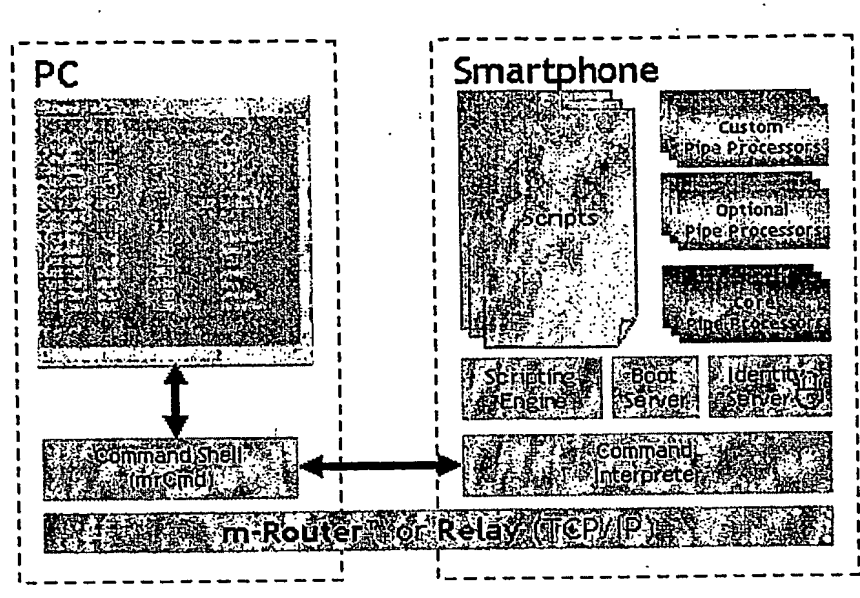 PC
Smartphone
Custom
Pipe Processors
Scripts
Optional
Pipe Processors
Core
Pipe Processors
Scripting
Engine
Boot
Server
Identity
Server
Command Shell
(mrCmd)
Command
Interpreter
m-Router™ or Relay (TCP/IP)